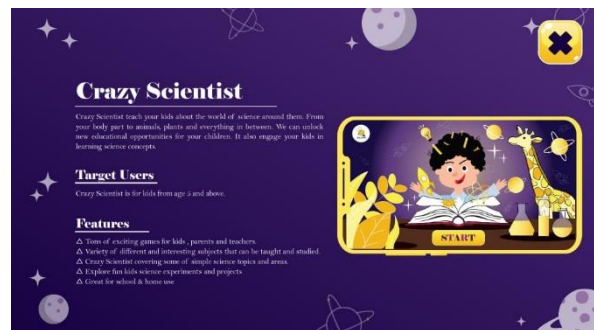 Crazy Scientist
Crazy Scientist teach your kids about the world of science around them. From
your body part to animals, plants and everything in between. We can unlock
new educational opportunities for your children. It also engage your kids in
learning science concepts.
Target Users
Crazy Scientist is for kids from age 5 and above.
Features
△ Tons of exciting games for kids , parents and teachers.
△ Variety of different and interesting subjects that can be taught and studied.
△ Crazy Scientist covering some of simple science topics and areas.
△ Explore fun kids science experiments and projects
△ Great for school & home use
START